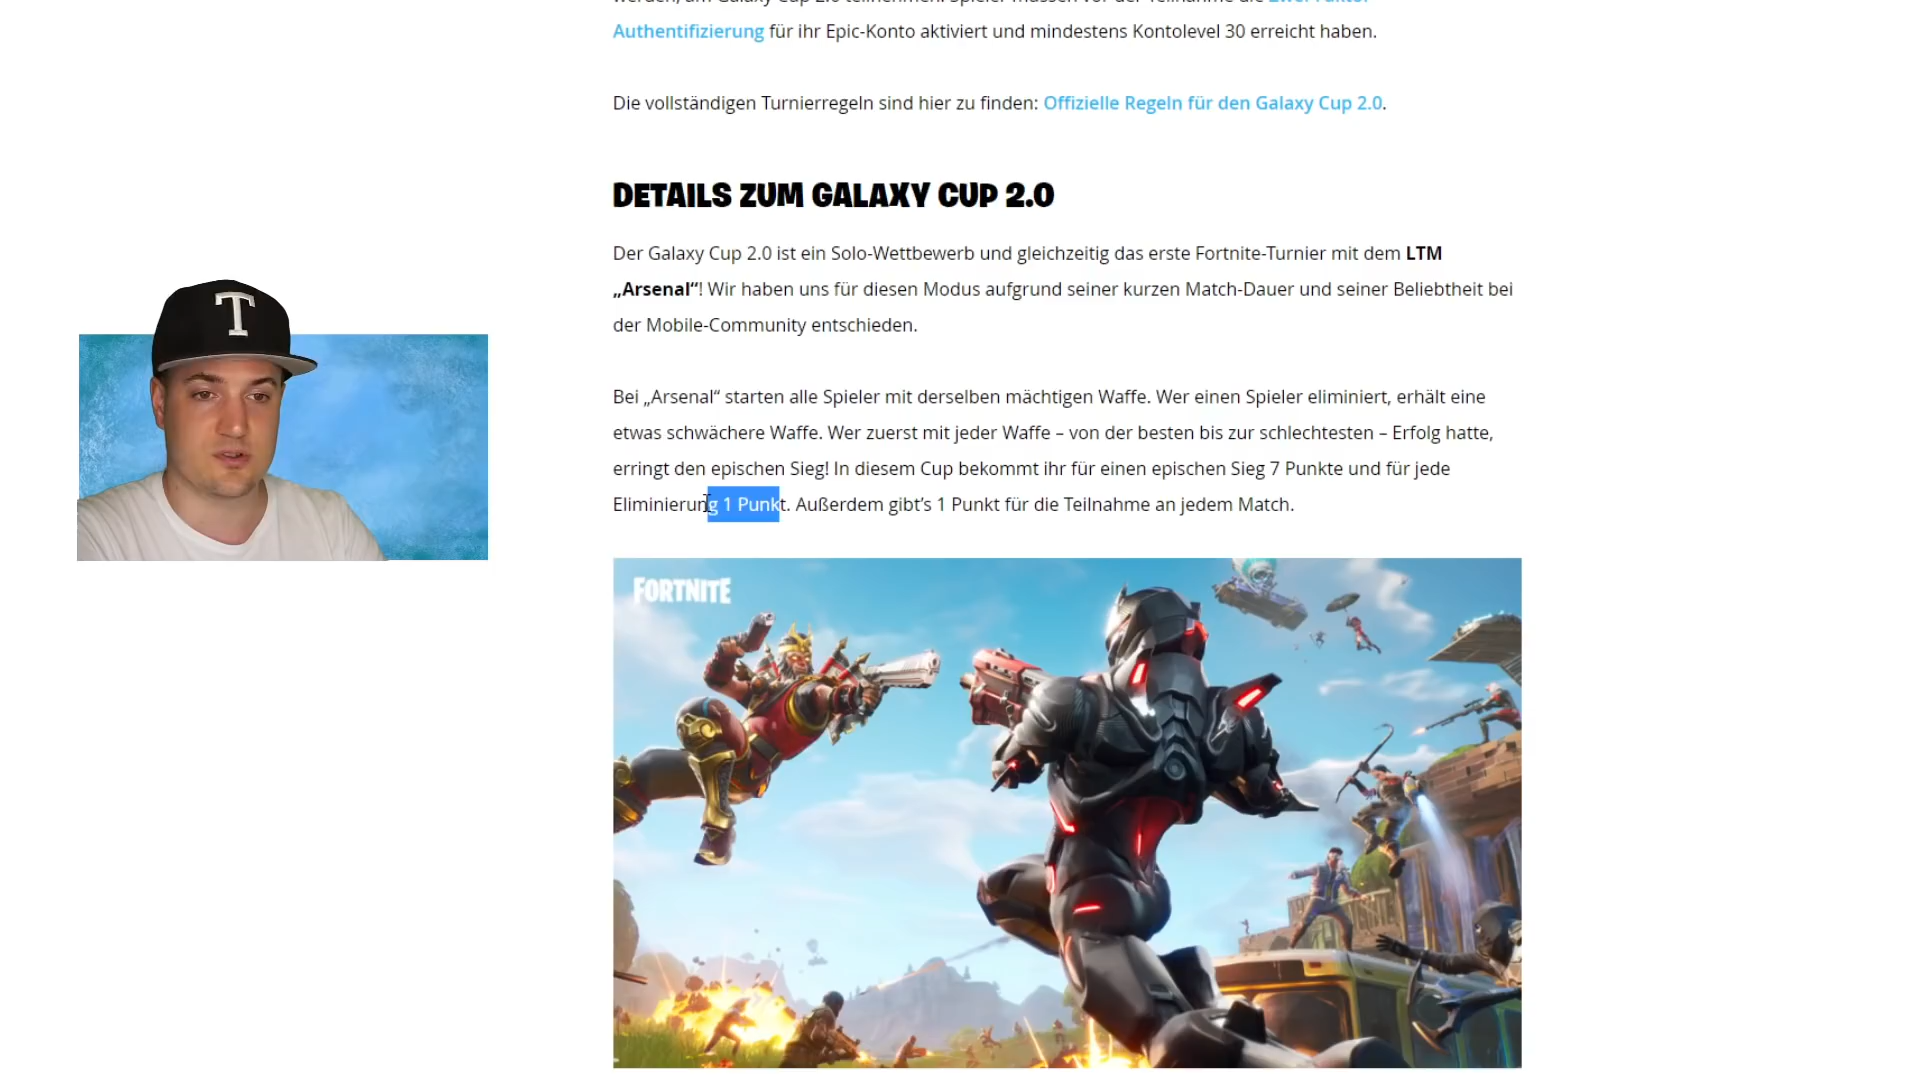 Authentifizierung für ihr Epic-Konto aktiviert und mindestens Kontolevel 30 erreicht haben.
Die vollständigen Turnierregeln sind hier zu finden: Offizielle Regeln für den Galaxy Cup 2.0.
DETAILS ZUM GALAXY CUP 2.0
Der Galaxy Cup 2.0 ist ein Solo-Wettbewerb und gleichzeitig das erste Fortnite-Turnier mit dem LTM
„Arsenal“! Wir haben uns für diesen Modus aufgrund seiner kurzen Match-Dauer und seiner Beliebtheit bei
der Mobile-Community entschieden.
Bei „Arsenal“ starten alle Spieler mit derselben mächtigen Waffe. Wer einen Spieler eliminiert, erhält eine
etwas schwächere Waffe. Wer zuerst mit jeder Waffe – von der besten bis zur schlechtesten – Erfolg hatte,
erringt den epischen Sieg! In diesem Cup bekommt ihr für einen epischen Sieg 7 Punkte und für jede
Eliminierung 1 Punkt. Außerdem gibt’s 1 Punkt für die Teilnahme an jedem Match.
T
FORTNITE